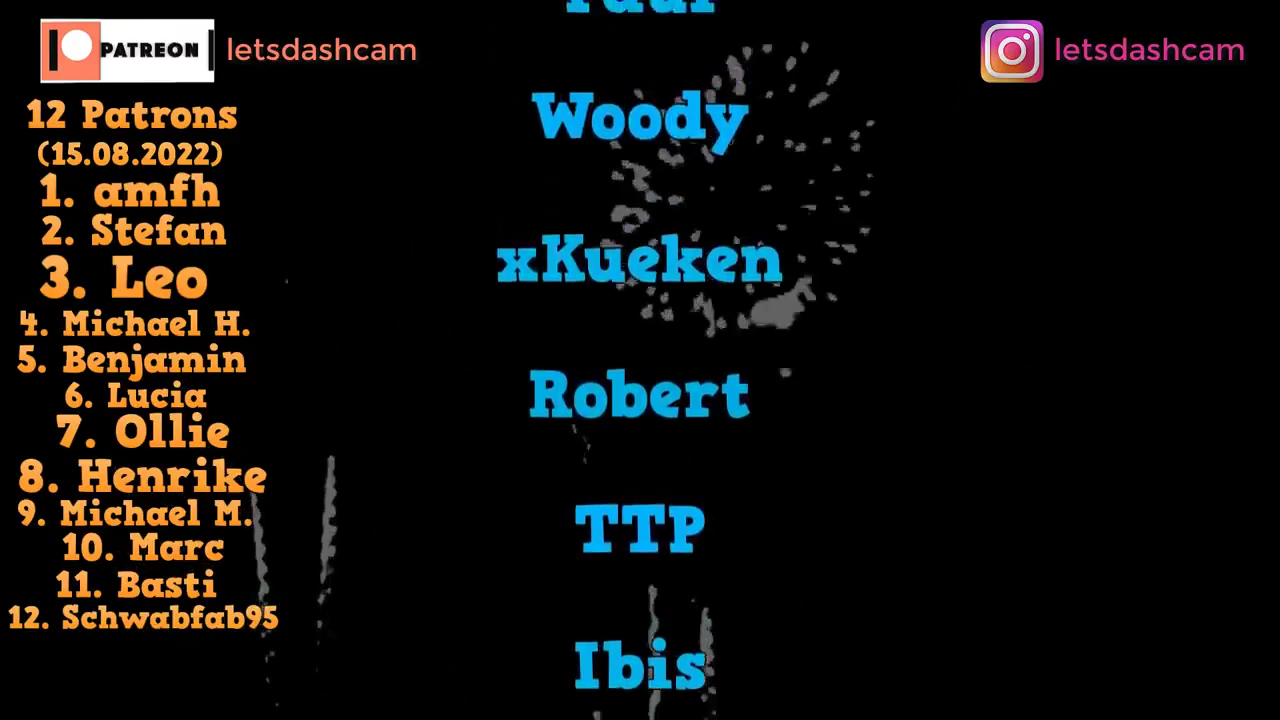 PATREON letsdashcam
letsdashcam
12 Patrons
(15.08.2022)
1. amfh
2. Stefan
3. Leo
4. Michael H.
5. Benjamin
6. Lucia
7. Ollie
8. Henrike
9. Michael M.
10. Marc
11. Basti
12. Schwabfab95
Woody
xKueken
Robert
TTP
Ibis